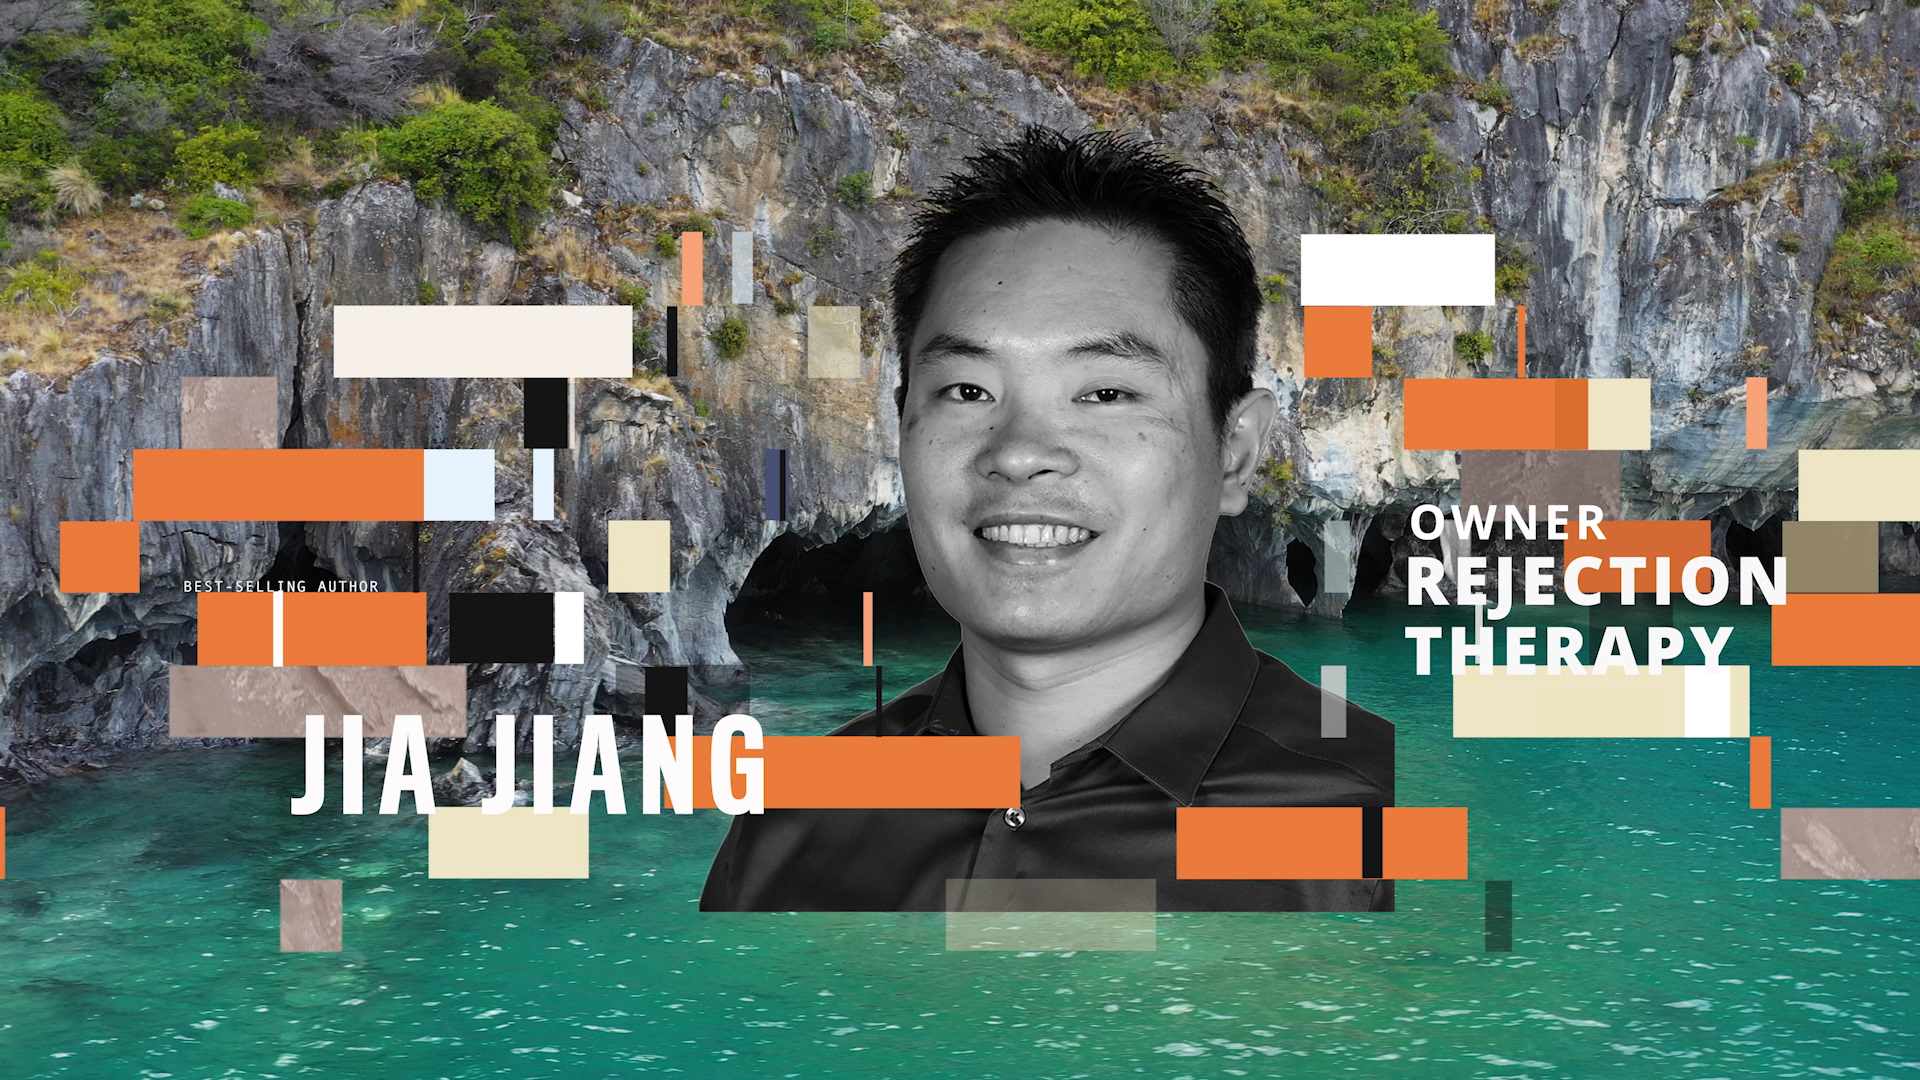 BEST-SELLING AUTHOR
JIA JIANG
OWNER
REJECTION
THERAPY